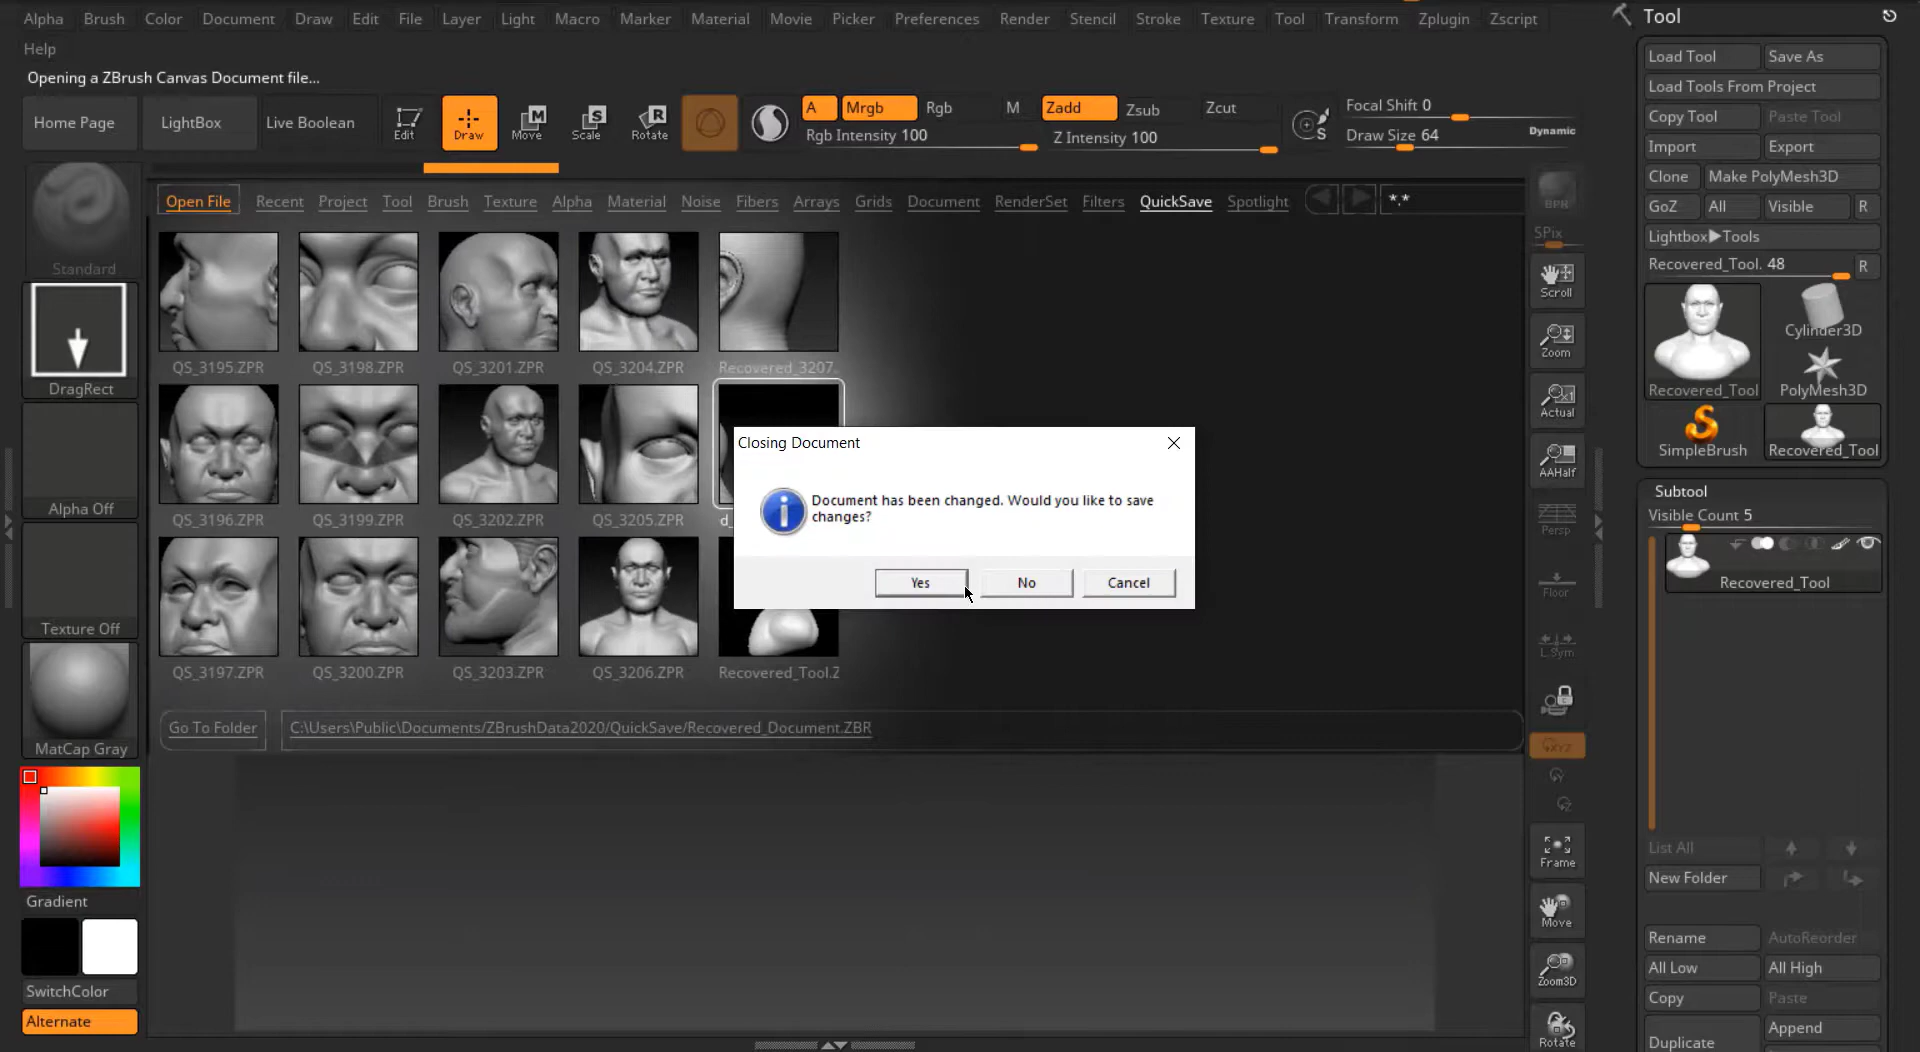 Alpha Brush Color Document Draw Edit File Layer Light Macro Marker Material Movie Picker Preferences Render Stencil Stroke Texture Tool Transform Zplugin Zscript
Help
Opening a ZBrush Canvas Document file...
Home Page LightBox Live Boolean Edit Draw Move Scale Rotate
A Mrgb Rgb M Zadd Zsub Zcut
Rgb Intensity 100 Z Intensity 100
Focal Shift 0
Draw Size 64 Dynamic
Open File Recent Project Tool Brush Texture Alpha Material Noise Fibers Arrays Grids Document RenderSet Filters QuickSave Spotlight *.*
Standard
DragRect
Alpha Off
Texture Off
MatCap Gray
Gradient
SwitchColor
Alternate
QS_3195.ZPR QS_3198.ZPR QS_3201.ZPR QS_3204.ZPR Recovered_3207.
QS_3196.ZPR QS_3199.ZPR QS_3202.ZPR QS_3205.ZPR d_
QS_3197.ZPR QS_3200.ZPR QS_3203.ZPR QS_3206.ZPR Recovered_Tool.Z
Go To Folder C:\Users\Public\Documents/ZBrushData2020/QuickSave/Recovered_Document.ZBR
Closing Document
Document has been changed. Would you like to save
changes?
Yes No Cancel
BPR
SPix
Scroll
Zoom
Actual
AAHalf
Persp
Floor
L.Sym
XYZ
Y
Z
Frame
Move
Zoom3D
Rotate
Tool
Load Tool Save As
Load Tools From Project
Copy Tool Paste Tool
Import Export
Clone Make PolyMesh3D
GoZ All Visible R
Lightbox▶Tools
Recovered_Tool. 48 R
Cylinder3D
Recovered_Tool PolyMesh3D
SimpleBrush Recovered_Tool
Subtool
Visible Count 5
Recovered_Tool
List All
New Folder
Rename AutoReorder
All Low All High
Copy Paste
Duplicate Append